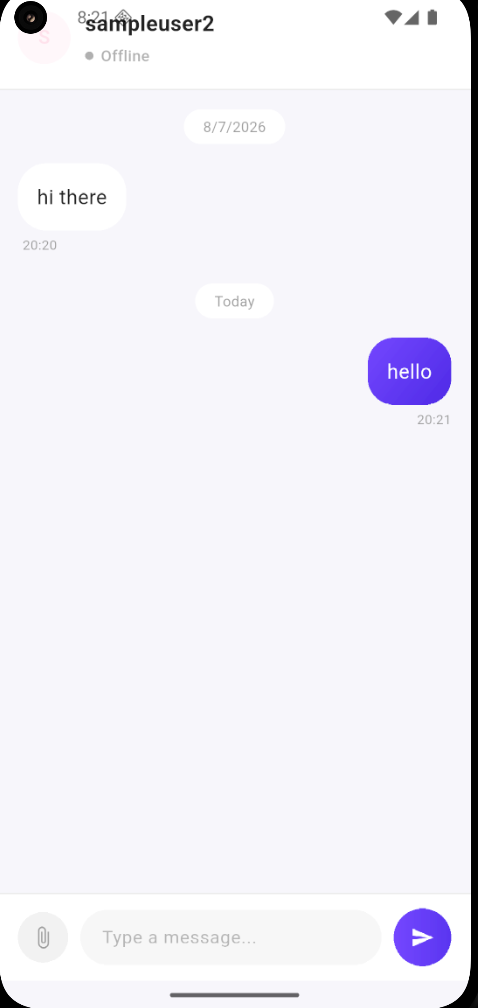 8:21
sampleuser2
S
Offline
8/7/2026
hi there
20:20
Today
hello
20:21
Type a message...